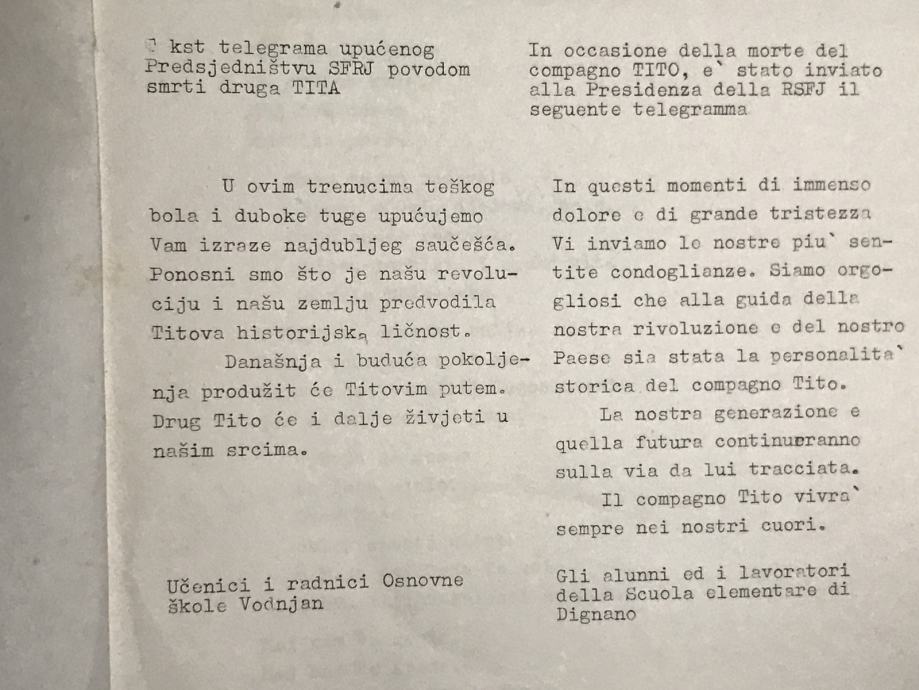 kst telegrama upućenog
Predsjedništvu SFRJ povodom
smrti druga TITA
U ovim trenucima teškog
bola i duboke tuge upućujemo
Vam izraze najdubljeg saučešća.
Ponosni smo što je našu revolu-
ciju i našu zemlju predvodila
Titova historijska ličnost.
Današnja i buduća pokolje-
nja produžit će Titovim putem.
Drug Tito će i dalje živjeti u
našim srcima.
Učenici i radnici Osnovne
škole Vodnjan
In occasione della morte del
compagno TITO, e` stato inviato
alla Presidenza della RSFJ il
seguente telegramma
In questi momenti di immenso
dolore e di grande tristezza
Vi inviamo le nostre piu` sen-
tite condoglianze. Siamo orgo-
gliosi che alla guida della
nostra rivoluzione e del nostro
Paese sia stata la personalita`
storica del compagno Tito.
La nostra generazione e
quella futura continueranno
sulla via da lui tracciata.
Il compagno Tito vivra`
sempre nei nostri cuori.
Gli alunni ed i lavoratori
della Scuola elementare di
Dignano